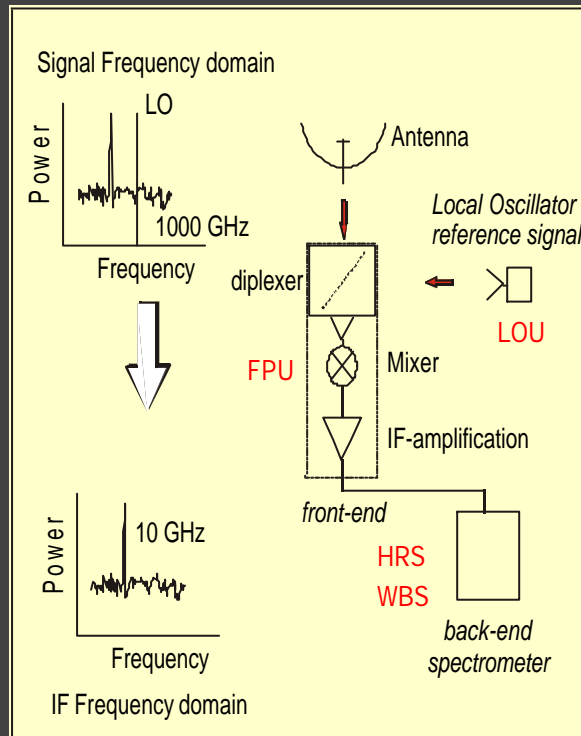 Signal Frequency domain
LO
Power
1000 GHz
Frequency
Antenna
Local Oscillator
reference signal
diplexer
LOU
FPU
Mixer
IF-amplification
front-end
Power
10 GHz
Frequency
IF Frequency domain
HRS
WBS
back-end
spectrometer